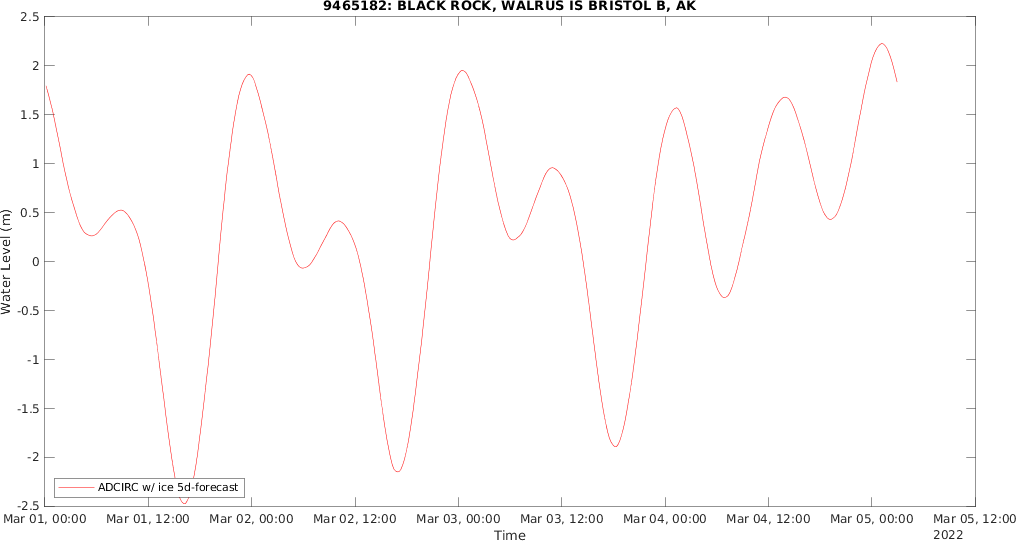 9465182: BLACK ROCK, WALRUS IS BRISTOL B, AK
2.5
2
1.5
1
0.5
0
-0.5
-1
-1.5
-2
-2.5
Water Level (m)
ADCIRC w/ ice 5d-forecast
Mar 01, 00:00 Mar 01, 12:00 Mar 02, 00:00 Mar 02, 12:00 Mar 03, 00:00 Mar 03, 12:00 Mar 04, 00:00 Mar 04, 12:00 Mar 05, 00:00 Mar 05, 12:00
Time
2022